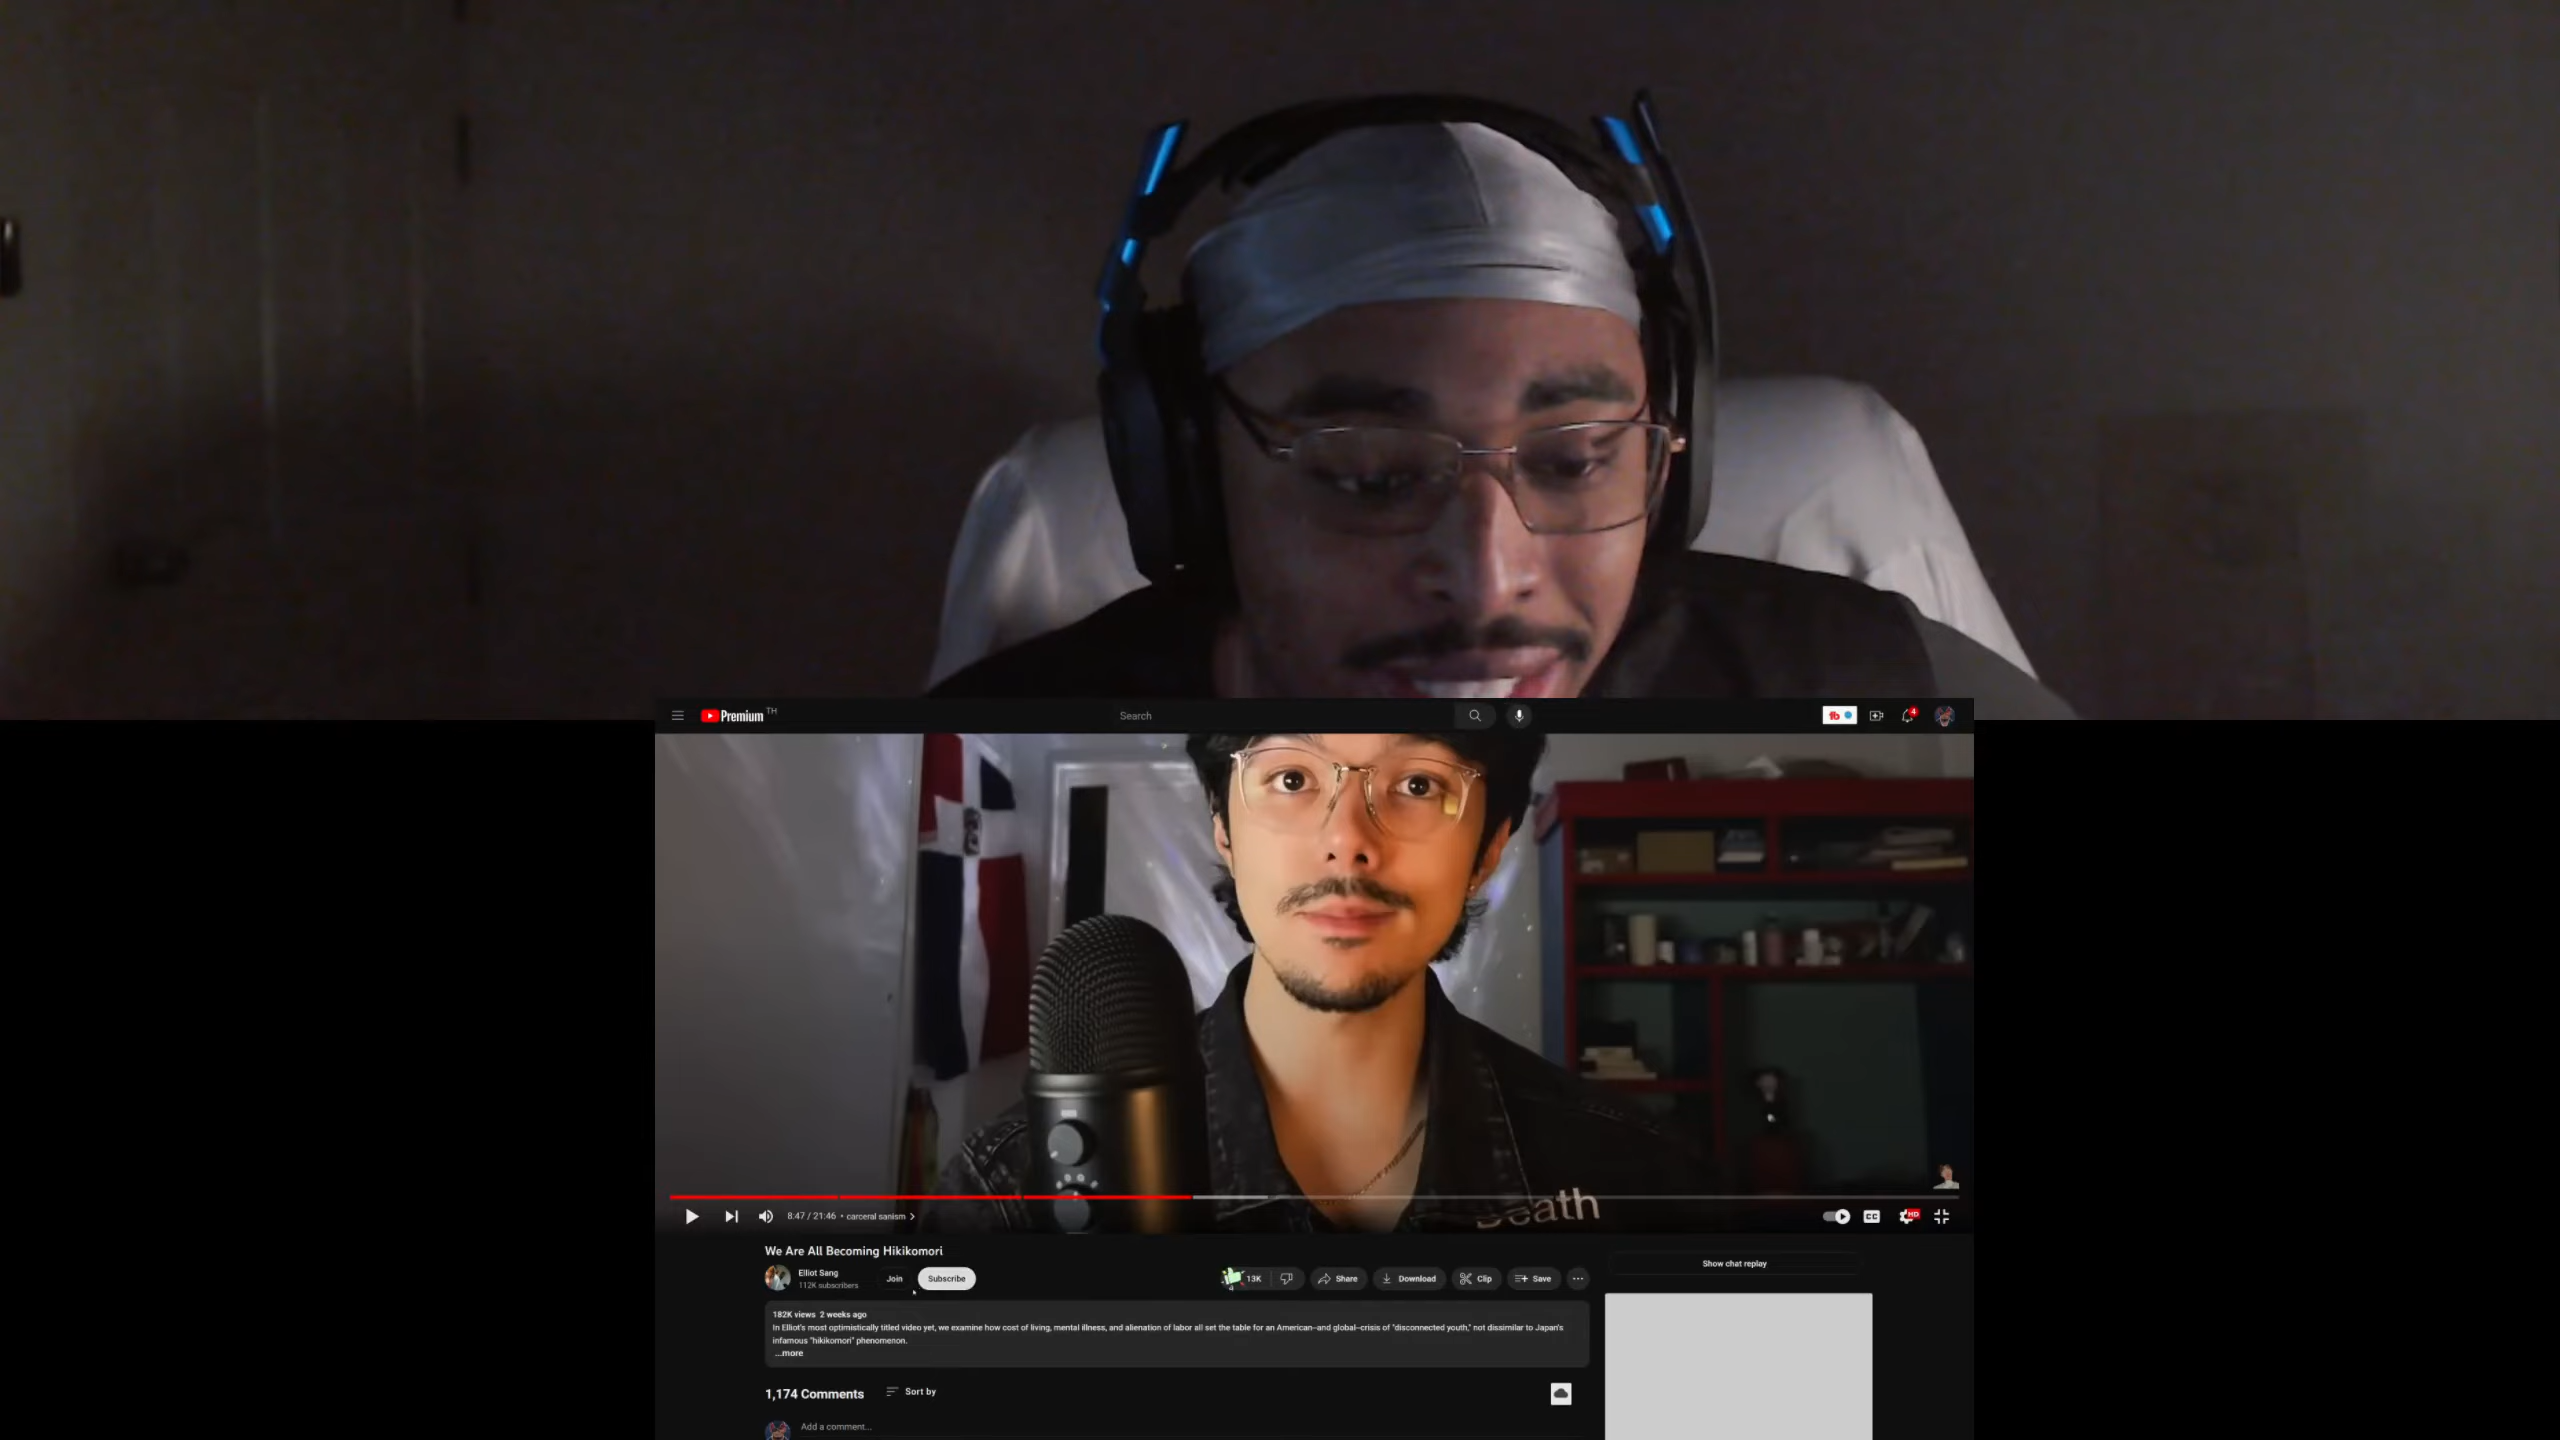 Premium TH
Search
4
Death
8:47 / 21:46 • carceral sanism >
CC
HD
We Are All Becoming Hikikomori
Elliot Sang
112K subscribers
Join
Subscribe
13K
Share
Download
Clip
Save
Show chat replay
182K views 2 weeks ago
In Elliot's most optimistically titled video yet, we examine how cost of living, mental illness, and alienation of labor all set the table for an American–and global–crisis of "disconnected youth," not dissimilar to Japan's
infamous "hikikomori" phenomenon.
...more
1,174 Comments
Sort by
Add a comment...